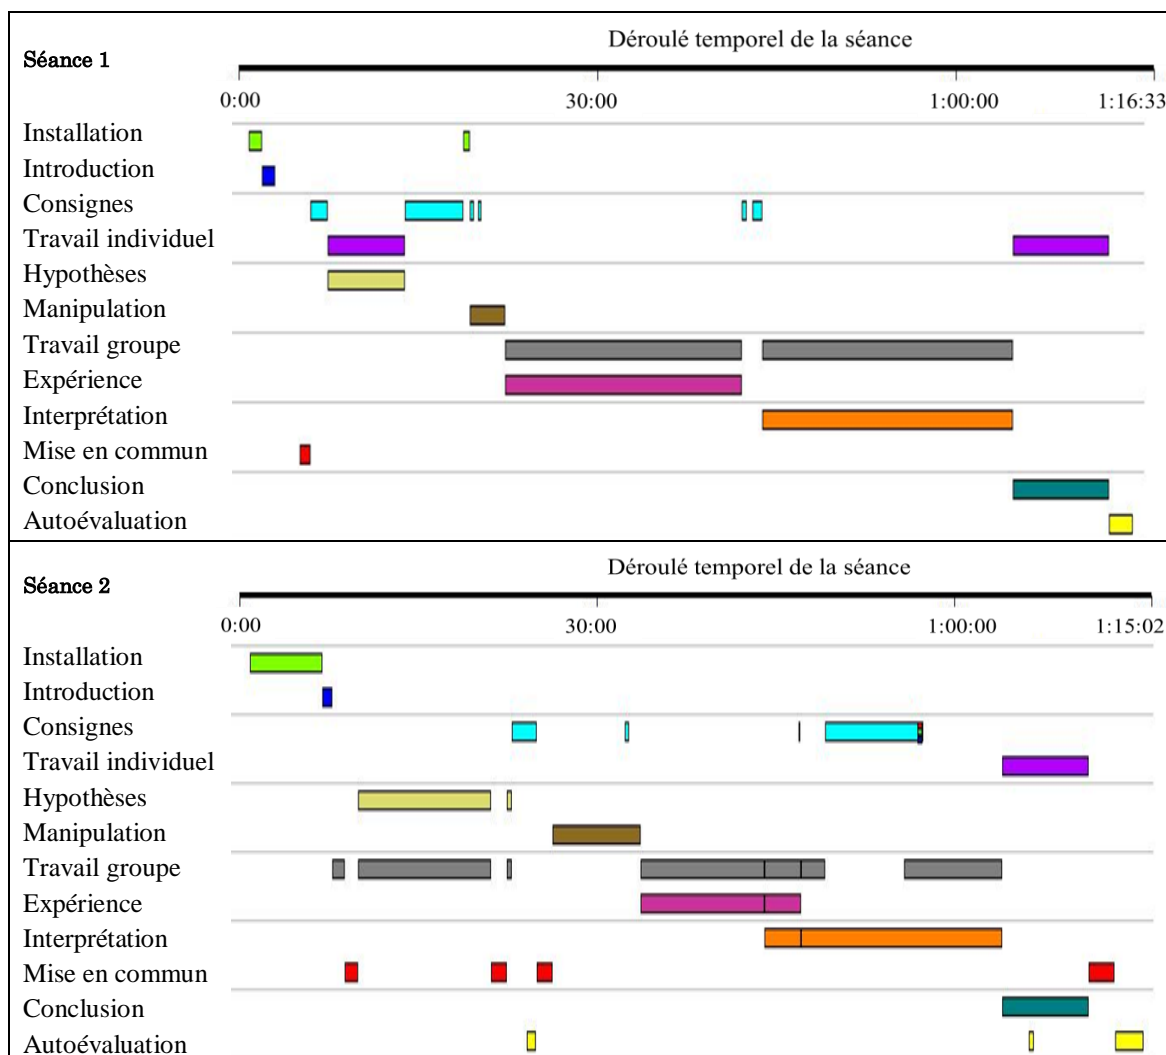 Déroulé temporel de la séance
Séance 1
0:00 30:00 1:00:00 1:16:33
Installation
Introduction
Consignes
Travail individuel
Hypothèses
Manipulation
Travail groupe
Expérience
Interprétation
Mise en commun
Conclusion
Autoévaluation
Déroulé temporel de la séance
Séance 2
0:00 30:00 1:00:00 1:15:02
Installation
Introduction
Consignes
Travail individuel
Hypothèses
Manipulation
Travail groupe
Expérience
Interprétation
Mise en commun
Conclusion
Autoévaluation